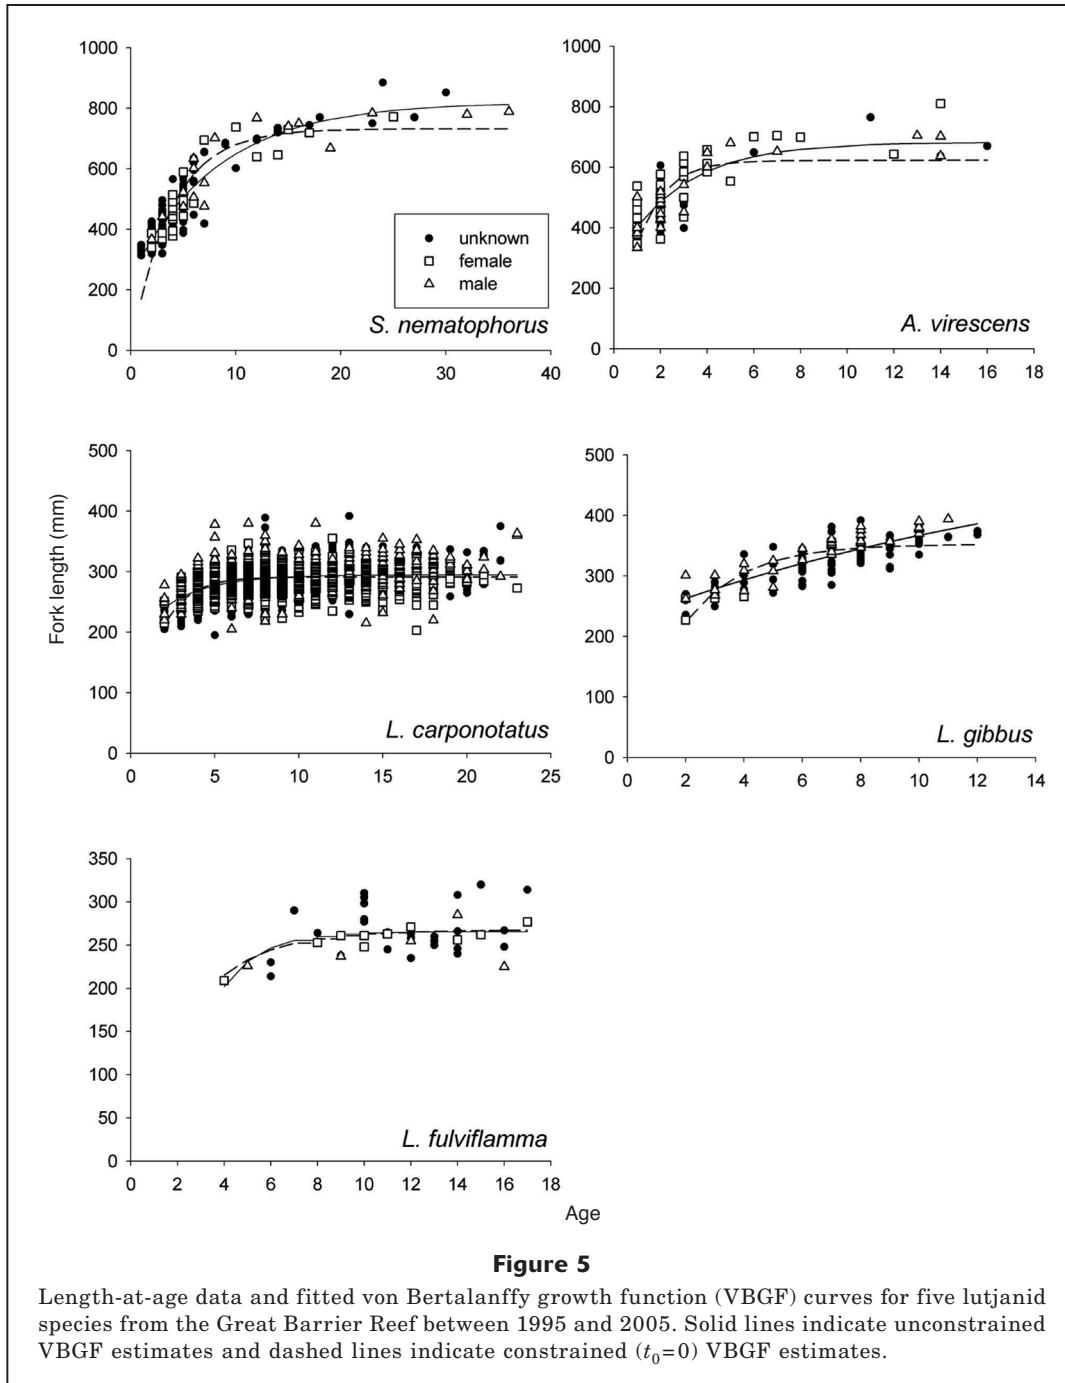 1000
800
600
400
200
0
0 10 20 30 40
unknown
female
male
S. nematophorus
1000
800
600
400
200
0
0 2 4 6 8 10 12 14 16 18
A. virescens
Fork length (mm)
500
400
300
200
100
0
0 5 10 15 20 25
L. carponotatus
500
400
300
200
100
0
0 2 4 6 8 10 12 14
L. gibbus
350
300
250
200
150
100
50
0
0 2 4 6 8 10 12 14 16 18
L. fulviflamma
Age
Figure 5
Length-at-age data and fitted von Bertalanffy growth function (VBGF) curves for five lutjanid
species from the Great Barrier Reef between 1995 and 2005. Solid lines indicate unconstrained
VBGF estimates and dashed lines indicate constrained (t0=0) VBGF estimates.